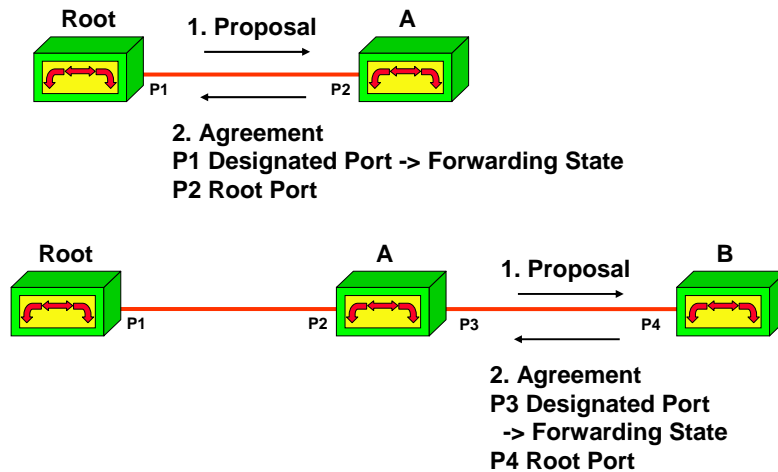 Root
1. Proposal
A
P1
P2
2. Agreement
P1 Designated Port -> Forwarding State
P2 Root Port
Root
A
B
1. Proposal
P1
P2
P3
P4
2. Agreement
P3 Designated Port
-> Forwarding State
P4 Root Port